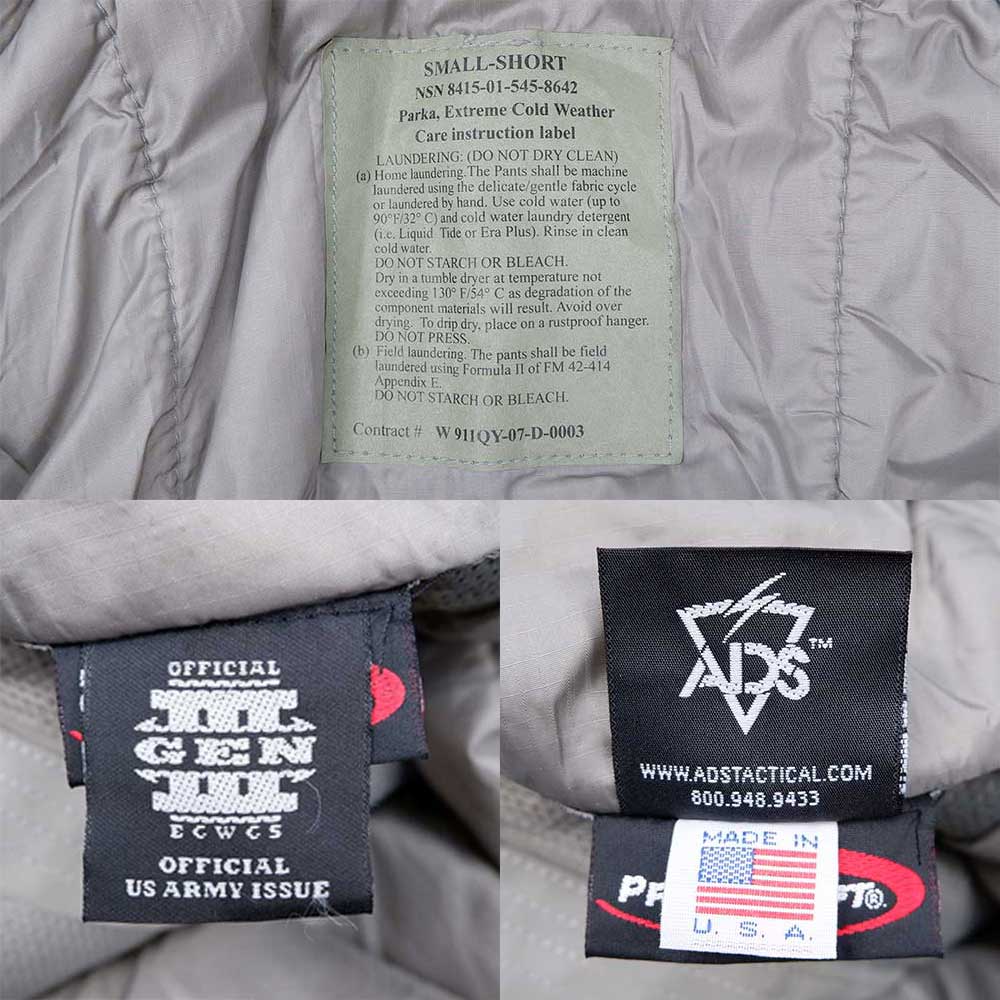 SMALL-SHORT
NSN 8415-01-545-8642
Parka, Extreme Cold Weather
Care instruction label
LAUNDERING: (DO NOT DRY CLEAN)
(a) Home laundering. The Pants shall be machine
laundered using the delicate/gentle fabric cycle
or laundered by hand. Use cold water (up to
90°F/32° C) and cold water laundry detergent
(i.e. Liquid Tide or Era Plus). Rinse in clean
cold water.
DO NOT STARCH OR BLEACH.
Dry in a tumble dryer at temperature not
exceeding 130° F/54° C as degradation of the
component materials will result. Avoid over
drying. To drip dry, place on a rustproof hanger.
DO NOT PRESS.
(b) Field laundering. The pants shall be field
laundered using Formula II of FM 42-414
Appendix E.
DO NOT STARCH OR BLEACH.
Contract # W 911QY-07-D-0003
OFFICIAL
III
GEN
III
ECWCS
OFFICIAL
US ARMY ISSUE
ADS™
WWW.ADSTACTICAL.COM
800.948.9433
MADE IN
U.S.A.